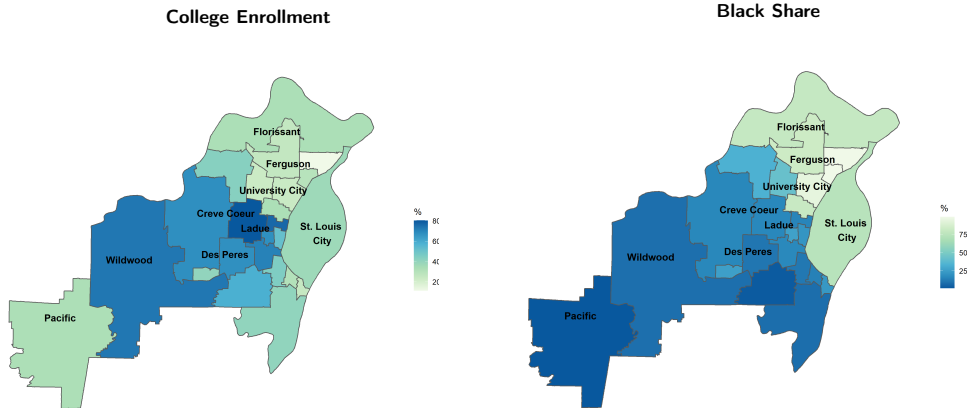 College Enrollment
Florissant
Ferguson
University City
Creve Coeur
Ladue
St. Louis
City
Des Peres
Wildwood
Pacific
%
80
60
40
20
Black Share
Florissant
Ferguson
University City
Creve Coeur
Ladue
St. Louis
City
Des Peres
Wildwood
Pacific
%
75
50
25